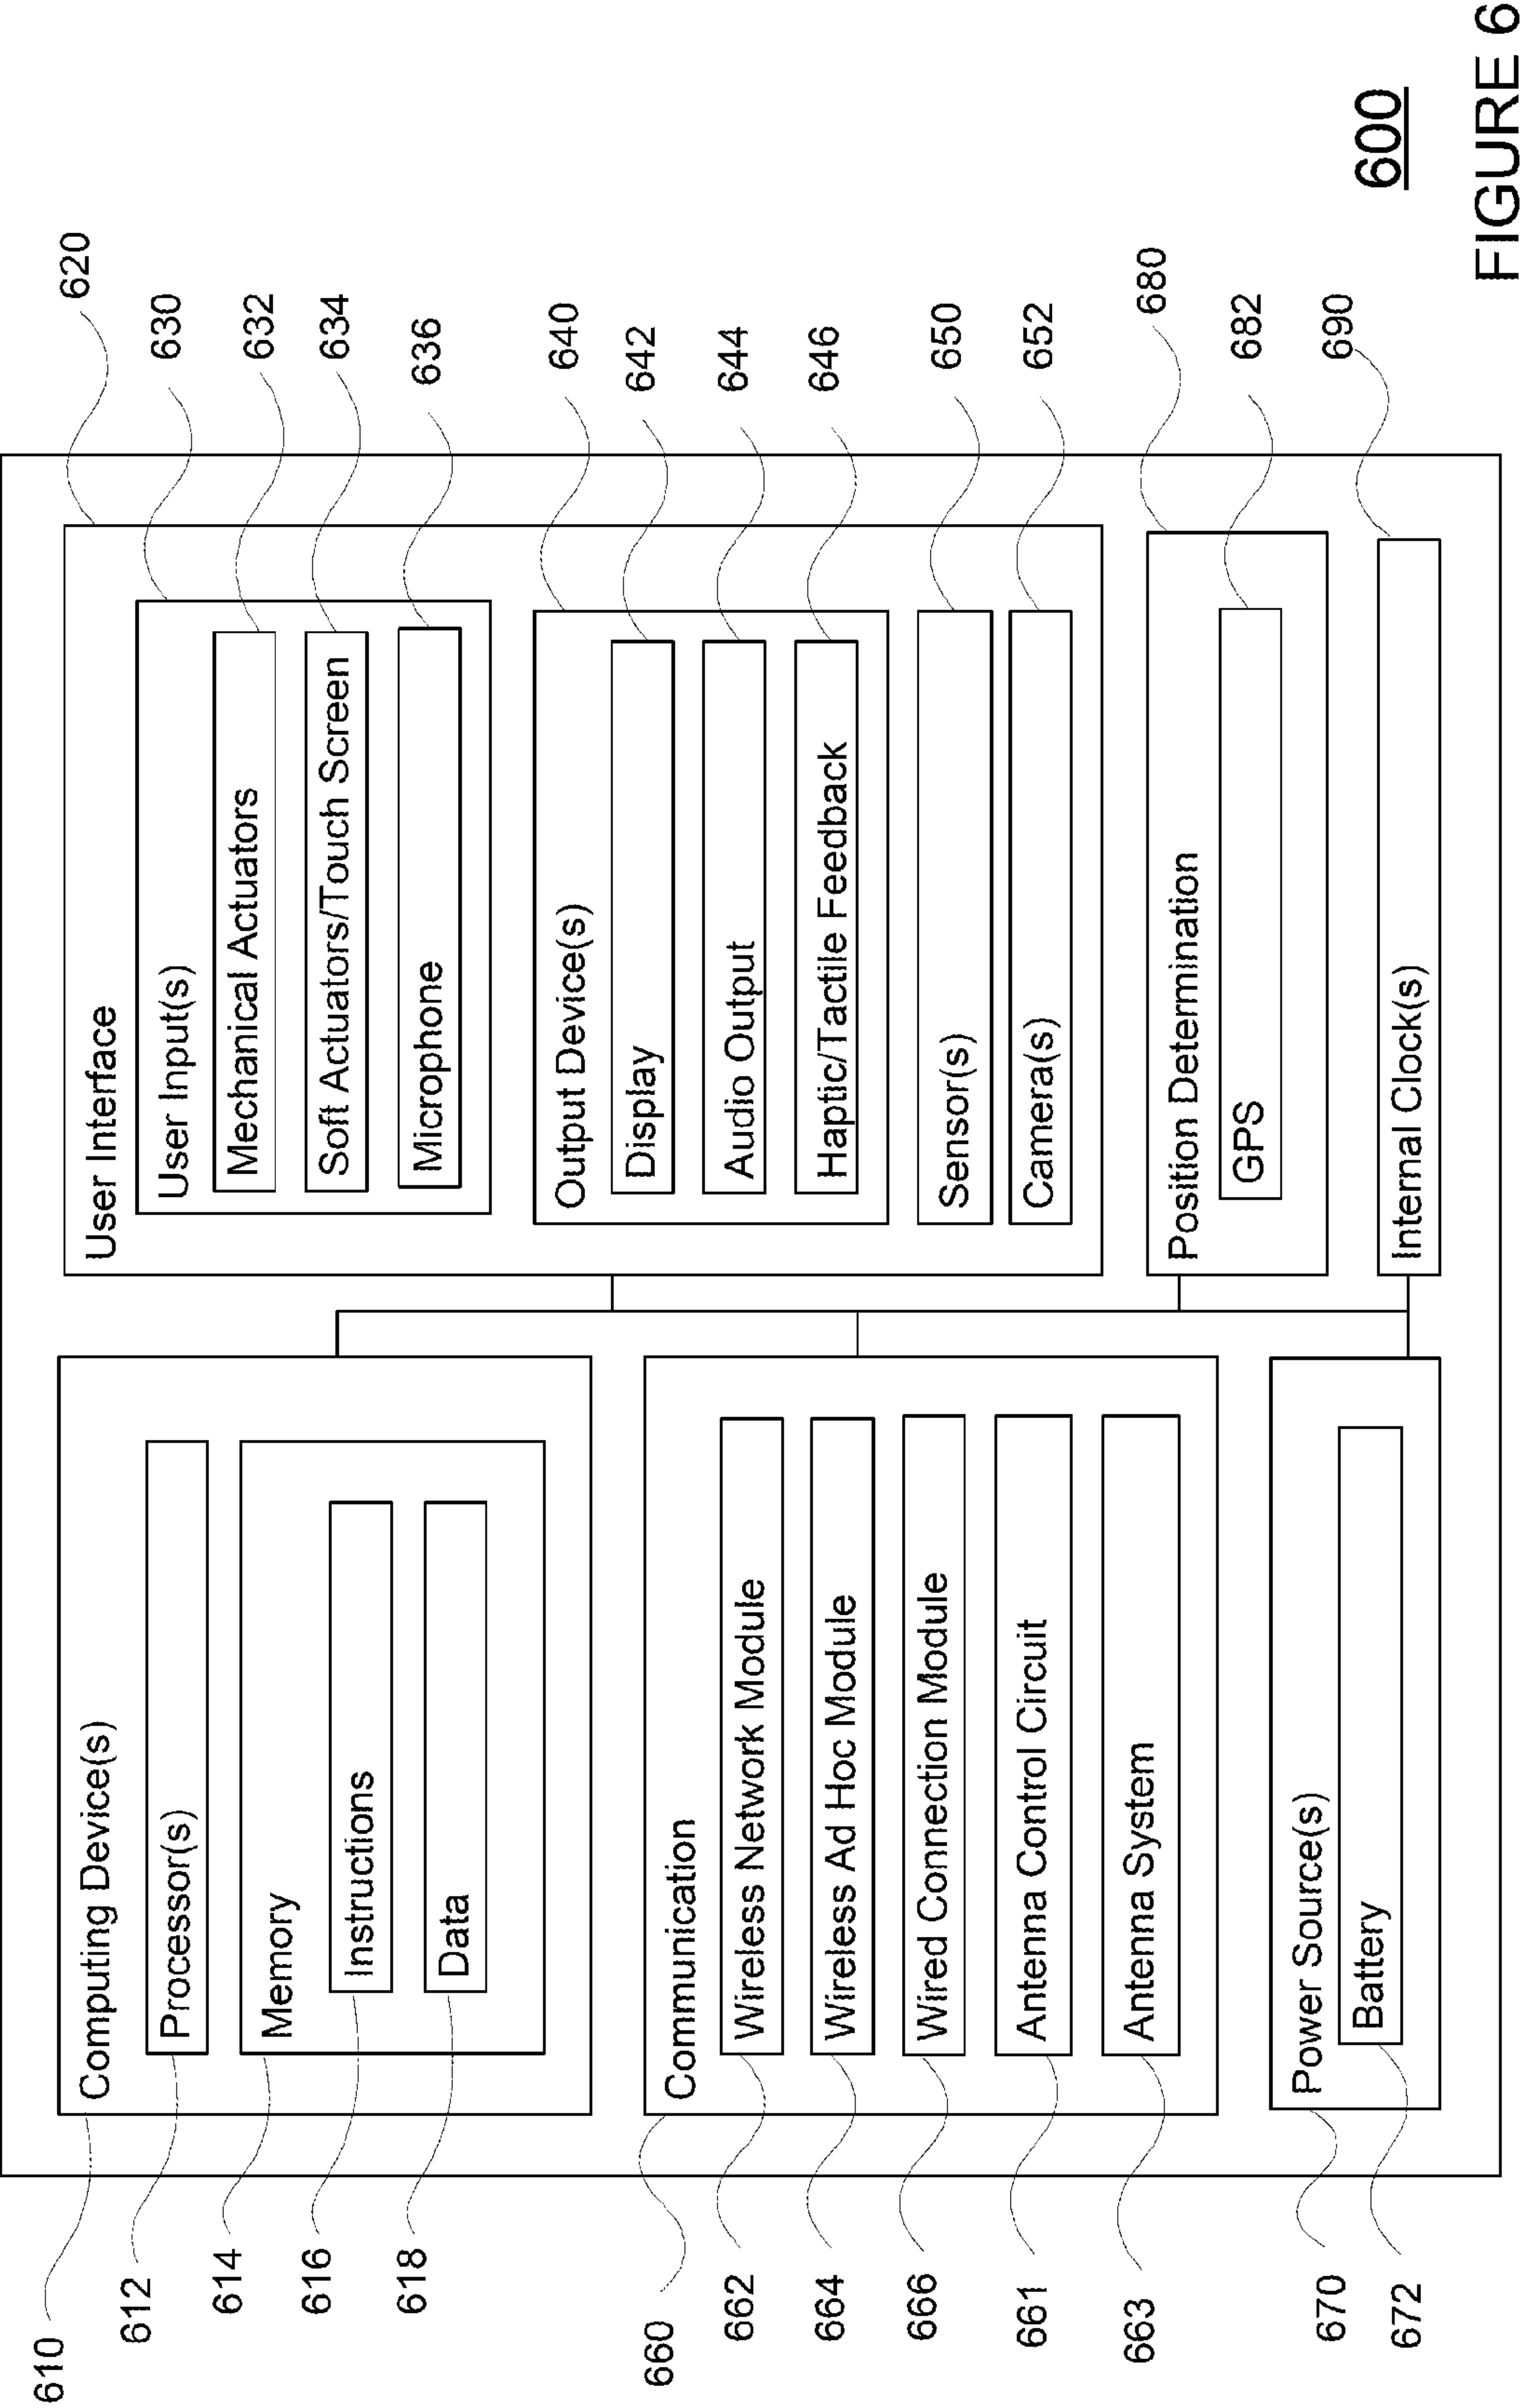 610
Computing Device(s)
612
Processor(s)
614
Memory
616
Instructions
618
Data
660
Communication
662
Wireless Network Module
664
Wireless Ad Hoc Module
666
Wired Connection Module
661
Antenna Control Circuit
663
Antenna System
670
Power Source(s)
672
Battery
User Interface
620
User Input(s)
630
Mechanical Actuators
632
Soft Actuators/Touch Screen
634
Microphone
636
Output Device(s)
640
Display
642
Audio Output
644
Haptic/Tactile Feedback
646
Sensor(s)
650
Camera(s)
652
Position Determination
680
GPS
682
Internal Clock(s)
690
600
FIGURE 6